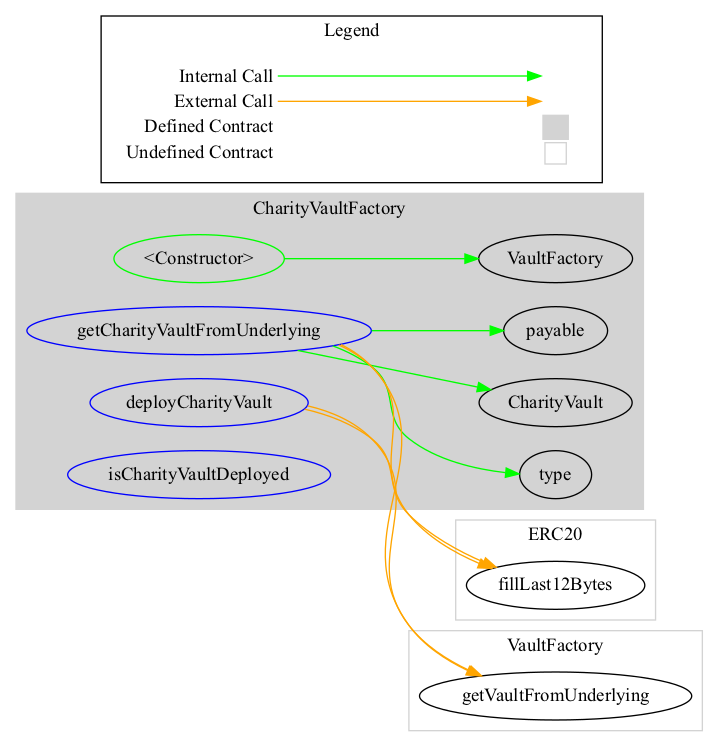 Legend
Internal Call
External Call
Defined Contract
Undefined Contract
CharityVaultFactory
<Constructor>
VaultFactory
getCharityVaultFromUnderlying
payable
deployCharityVault
CharityVault
isCharityVaultDeployed
type
ERC20
fillLast12Bytes
VaultFactory
getVaultFromUnderlying